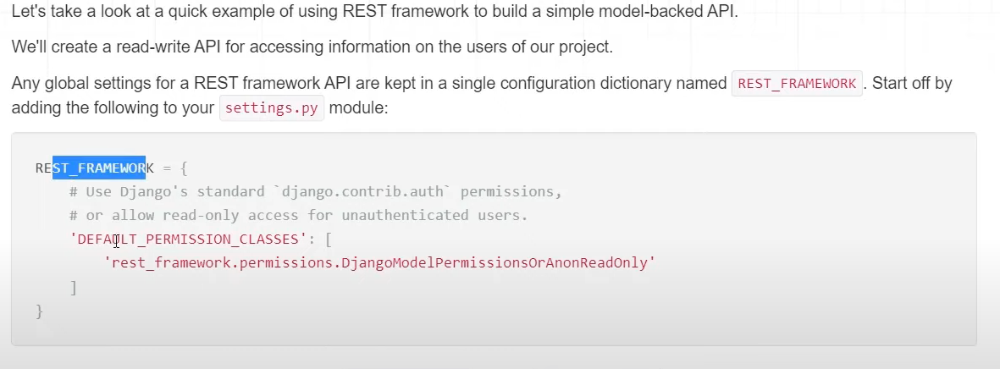 Let's take a look at a quick example of using REST framework to build a simple model-backed API.
We'll create a read-write API for accessing information on the users of our project.
Any global settings for a REST framework API are kept in a single configuration dictionary named REST_FRAMEWORK . Start off by
adding the following to your settings.py module:
REST_FRAMEWORK = {
    # Use Django's standard `django.contrib.auth` permissions,
    # or allow read-only access for unauthenticated users.
    'DEFAULT_PERMISSION_CLASSES': [
        'rest_framework.permissions.DjangoModelPermissionsOrAnonReadOnly'
    ]
}